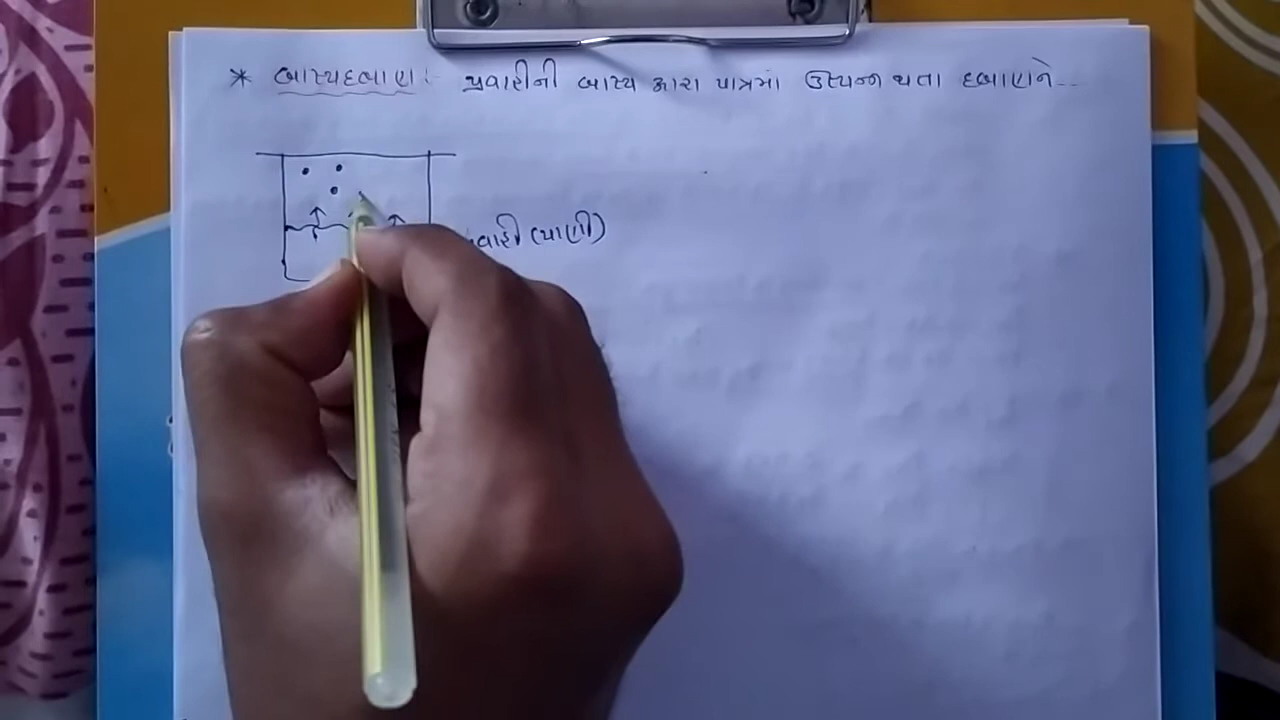 * બાષ્પદબાણ : પ્રવાહીની બાષ્પ દ્વારા પાત્રમાં ઉત્પન્ન થતા દબાણને...
(પાણી)